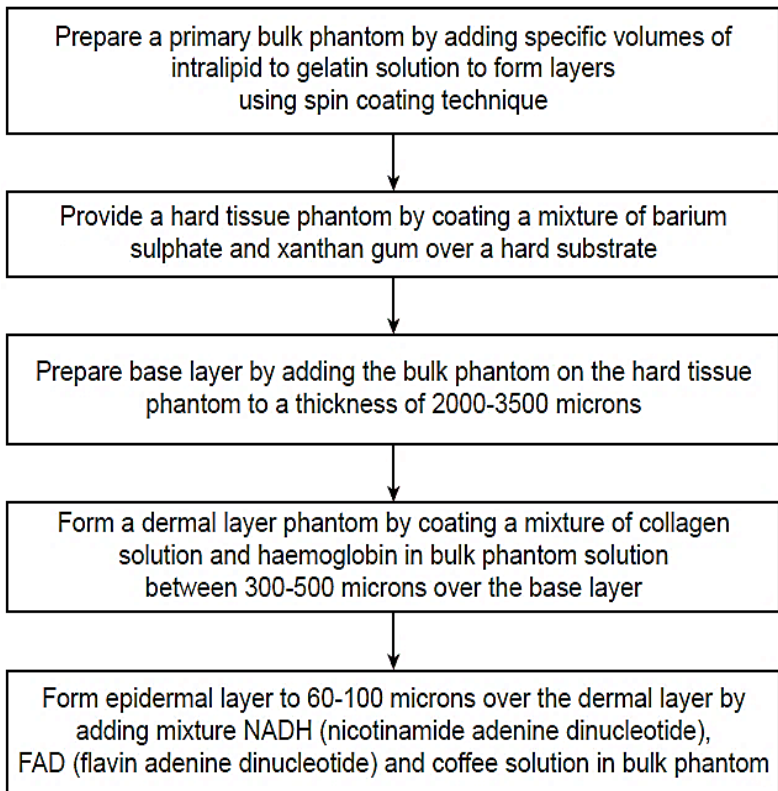 Prepare a primary bulk phantom by adding specific volumes of
intralipid to gelatin solution to form layers
using spin coating technique
Provide a hard tissue phantom by coating a mixture of barium
sulphate and xanthan gum over a hard substrate
Prepare base layer by adding the bulk phantom on the hard tissue
phantom to a thickness of 2000-3500 microns
Form a dermal layer phantom by coating a mixture of collagen
solution and haemoglobin in bulk phantom solution
between 300-500 microns over the base layer
Form epidermal layer to 60-100 microns over the dermal layer by
adding mixture NADH (nicotinamide adenine dinucleotide),
FAD (flavin adenine dinucleotide) and coffee solution in bulk phantom